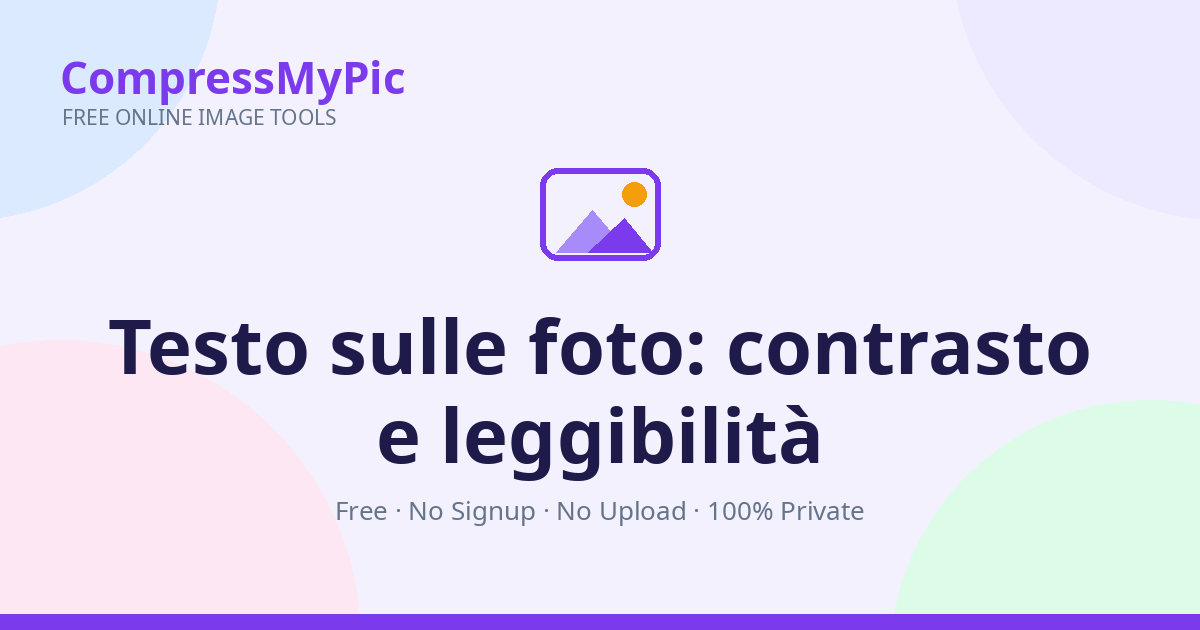 CompressMyPic
FREE ONLINE IMAGE TOOLS
Testo sulle foto: contrasto
e leggibilità
Free · No Signup · No Upload · 100% Private